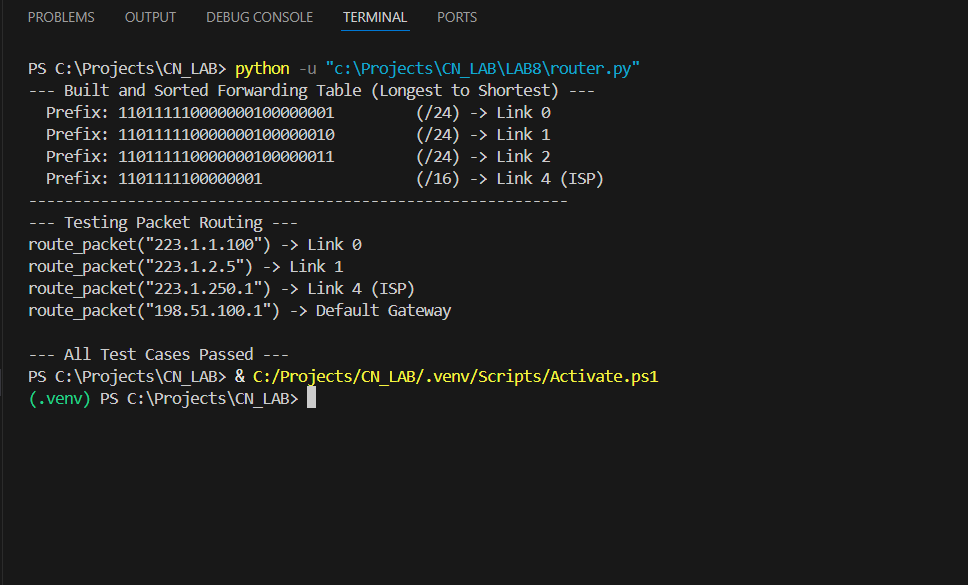 PROBLEMS OUTPUT DEBUG CONSOLE TERMINAL PORTS
PS C:\Projects\CN_LAB> python -u "c:\Projects\CN_LAB\LAB8\router.py"
--- Built and Sorted Forwarding Table (Longest to Shortest) ---
Prefix: 110111110000000100000001 (/24) -> Link 0
Prefix: 110111110000000100000010 (/24) -> Link 1
Prefix: 110111110000000100000011 (/24) -> Link 2
Prefix: 1101111100000001 (/16) -> Link 4 (ISP)
------------------------------------------------------------
--- Testing Packet Routing ---
route_packet("223.1.1.100") -> Link 0
route_packet("223.1.2.5") -> Link 1
route_packet("223.1.250.1") -> Link 4 (ISP)
route_packet("198.51.100.1") -> Default Gateway
--- All Test Cases Passed ---
PS C:\Projects\CN_LAB> & C:/Projects/CN_LAB/.venv/Scripts/Activate.ps1
(.venv) PS C:\Projects\CN_LAB>